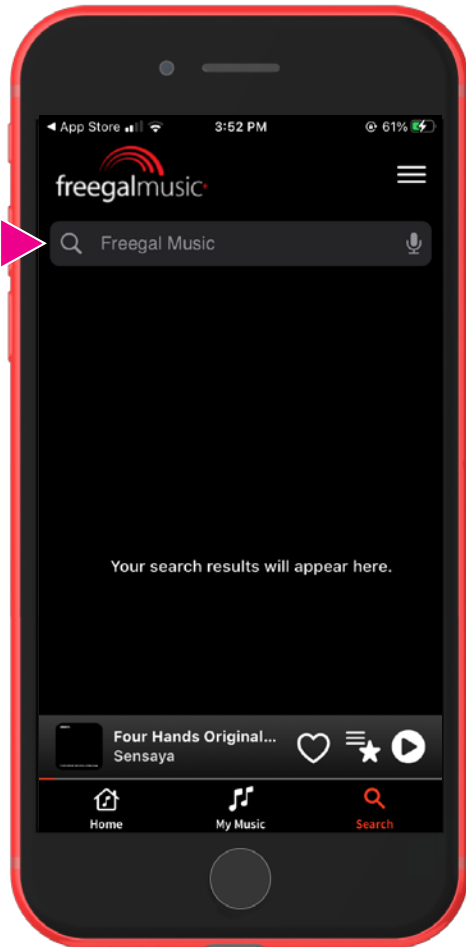 App Store 3:52 PM 61%
freegalmusic
Freegal Music
Your search results will appear here.
Four Hands Original...
Sensaya
Home My Music Search